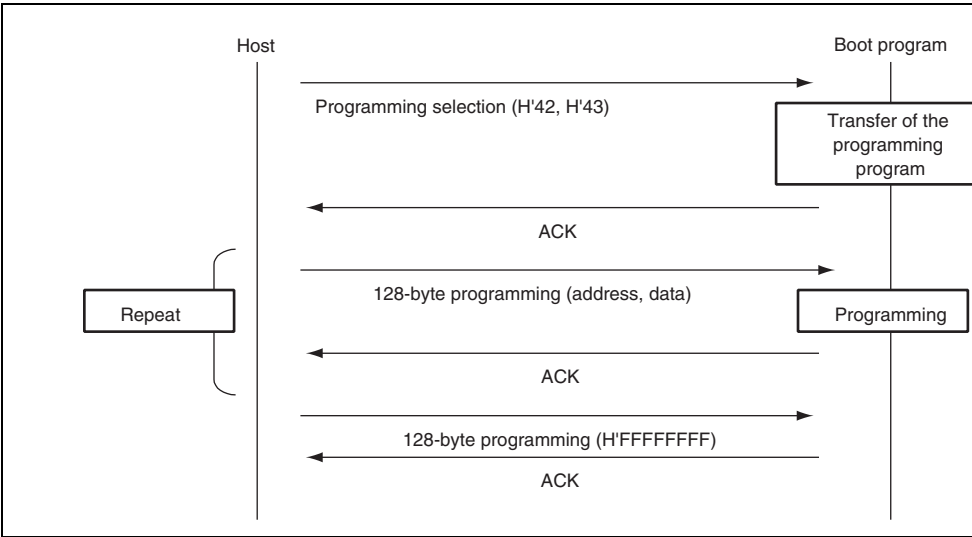 Host
Boot program
Programming selection (H'42, H'43)
Transfer of the
programming
program
ACK
128-byte programming (address, data)
Repeat
Programming
ACK
128-byte programming (H'FFFFFFFF)
ACK